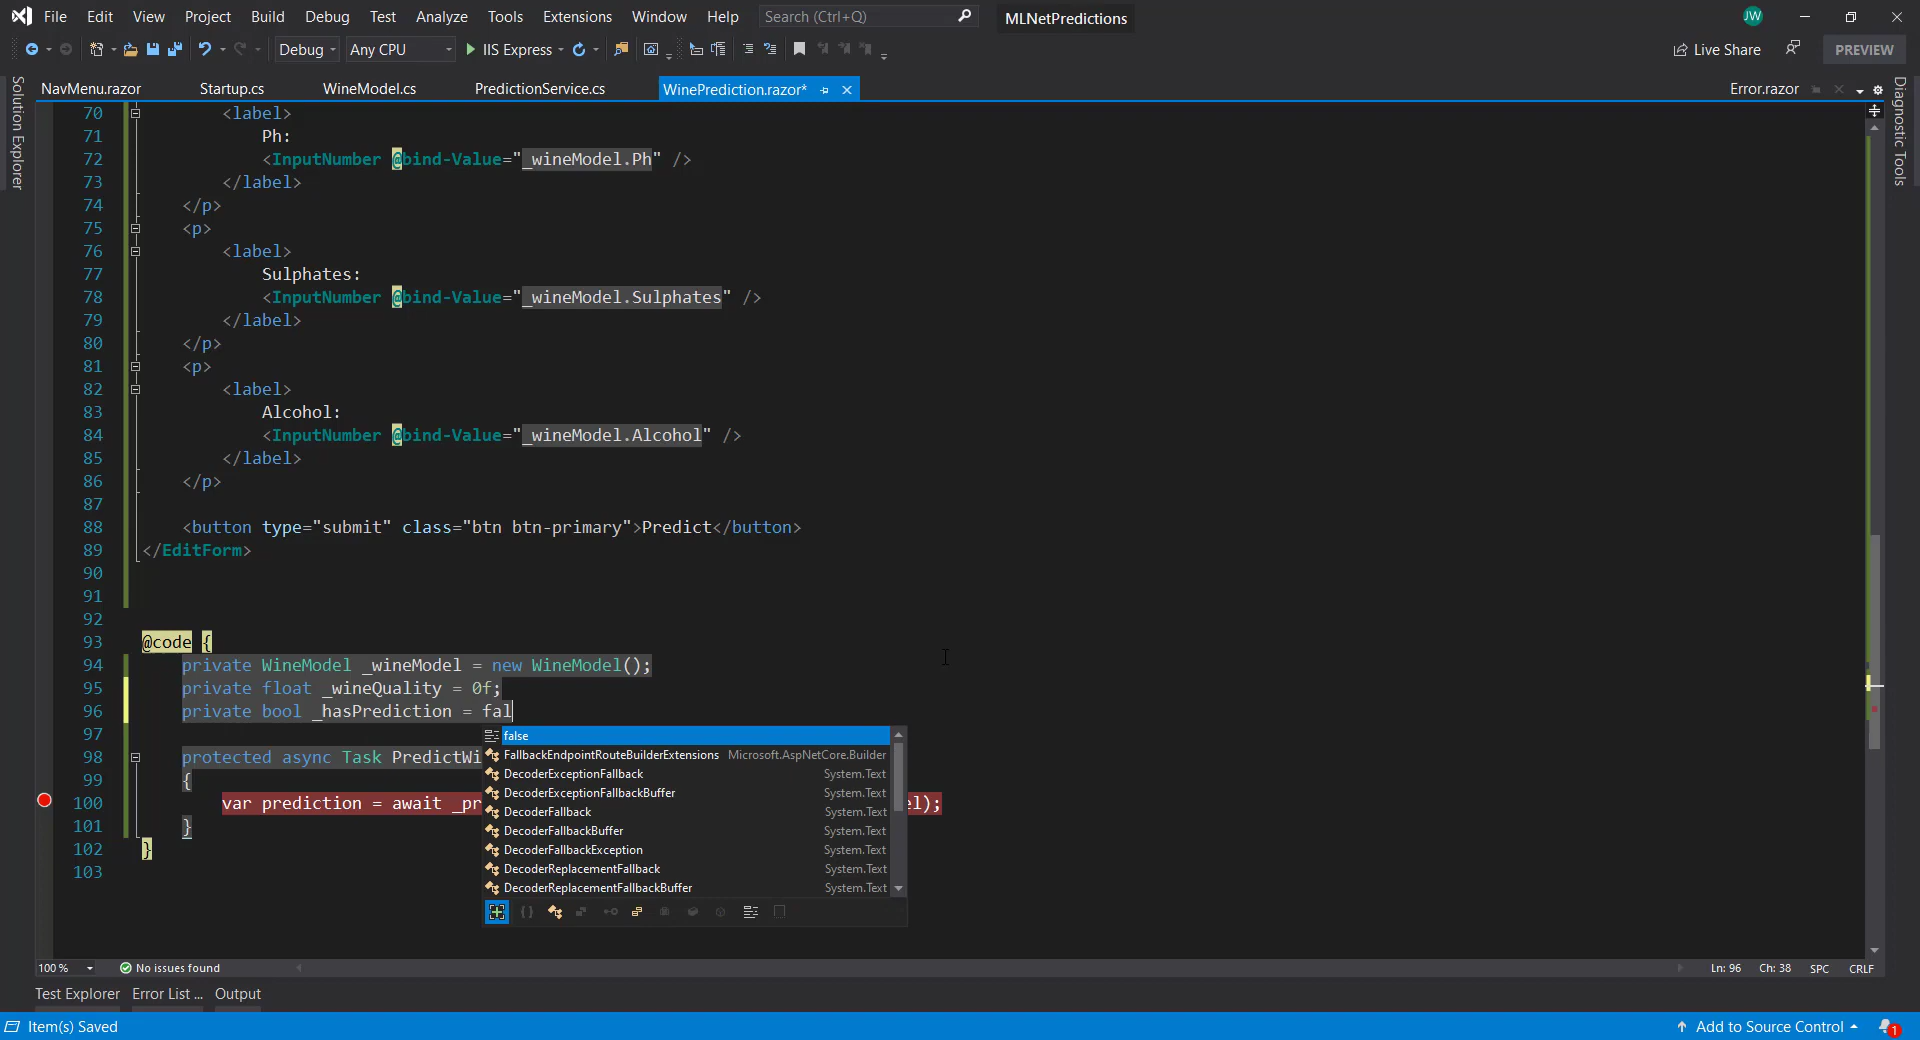 File Edit View Project Build Debug Test Analyze Tools Extensions Window Help Search (Ctrl+Q) MLNetPredictions JW
Debug Any CPU IIS Express Live Share PREVIEW
NavMenu.razor Startup.cs WineModel.cs PredictionService.cs WinePrediction.razor* Error.razor
Solution Explorer
Diagnostic Tools
70 <label>
71 Ph:
72 <InputNumber @bind-Value="_wineModel.Ph" />
73 </label>
74 </p>
75 <p>
76 <label>
77 Sulphates:
78 <InputNumber @bind-Value="_wineModel.Sulphates" />
79 </label>
80 </p>
81 <p>
82 <label>
83 Alcohol:
84 <InputNumber @bind-Value="_wineModel.Alcohol" />
85 </label>
86 </p>
87
88 <button type="submit" class="btn btn-primary">Predict</button>
89 </EditForm>
90
91
92
93 @code {
94 private WineModel _wineModel = new WineModel();
95 private float _wineQuality = 0f;
96 private bool _hasPrediction = fal
97
98 protected async Task PredictWi
99 {
100 var prediction = await _pr el);
101 }
102 }
103
false
FallbackEndpointRouteBuilderExtensions Microsoft.AspNetCore.Builder
DecoderExceptionFallback System.Text
DecoderExceptionFallbackBuffer System.Text
DecoderFallback System.Text
DecoderFallbackBuffer System.Text
DecoderFallbackException System.Text
DecoderReplacementFallback System.Text
DecoderReplacementFallbackBuffer System.Text
100 % No issues found Ln: 96 Ch: 38 SPC CRLF
Test Explorer Error List ... Output
Item(s) Saved Add to Source Control 1